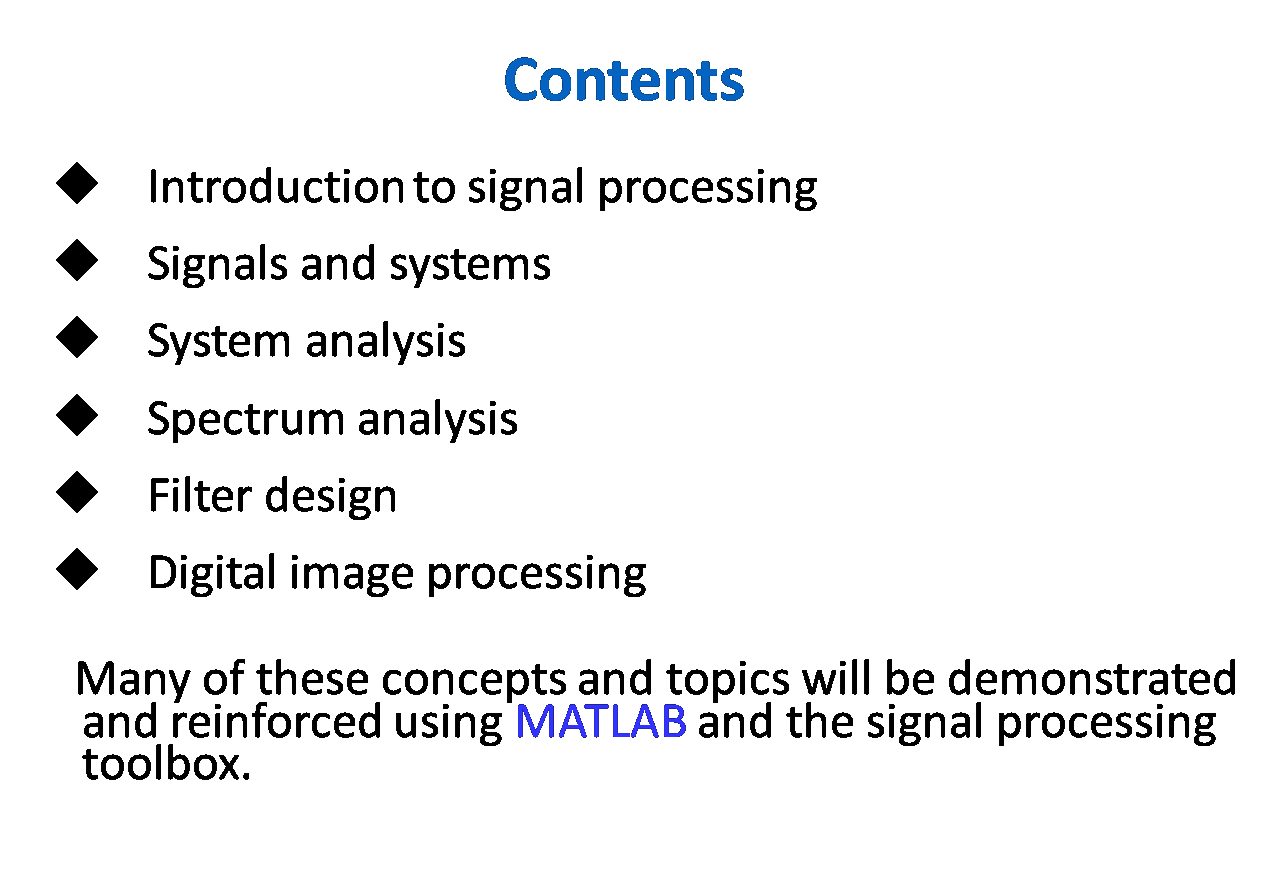 Contents
◆ Introduction to signal processing
◆ Signals and systems
◆ System analysis
◆ Spectrum analysis
◆ Filter design
◆ Digital image processing
Many of these concepts and topics will be demonstrated
and reinforced using MATLAB and the signal processing
toolbox.